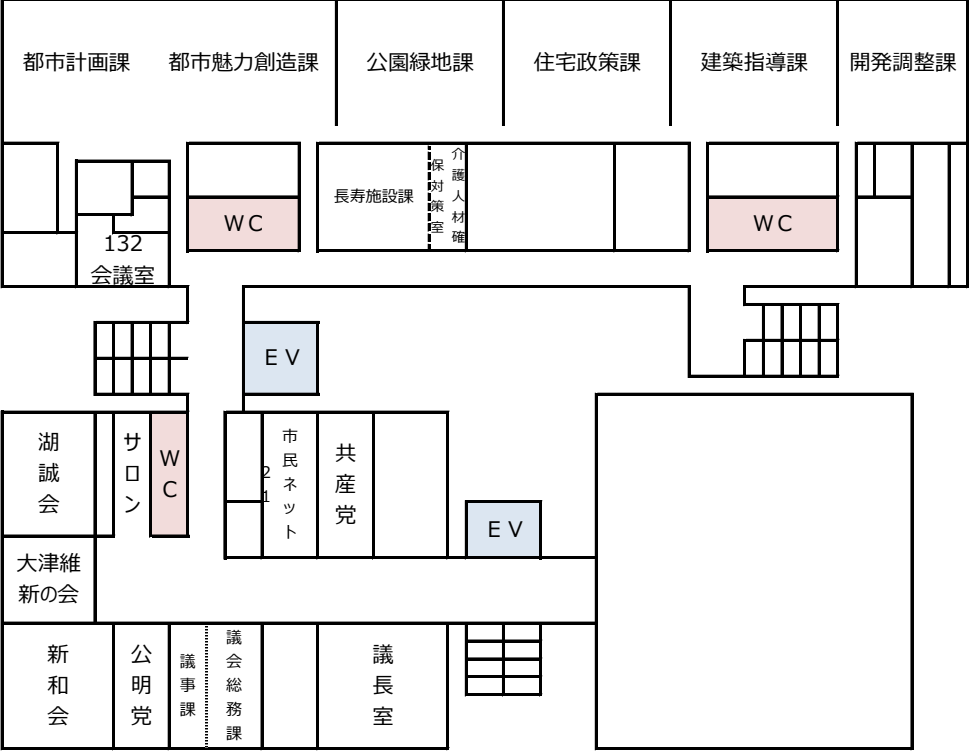 都市計画課
都市魅力創造課
公園緑地課
住宅政策課
建築指導課
開発調整課
132
会議室
WC
長寿施設課
介護人材確
保対策室
WC
EV
湖誠会
サロン
WC
市民ネット
21
共産党
EV
大津維
新の会
新和会
公明党
議事課
議会総務課
議長室